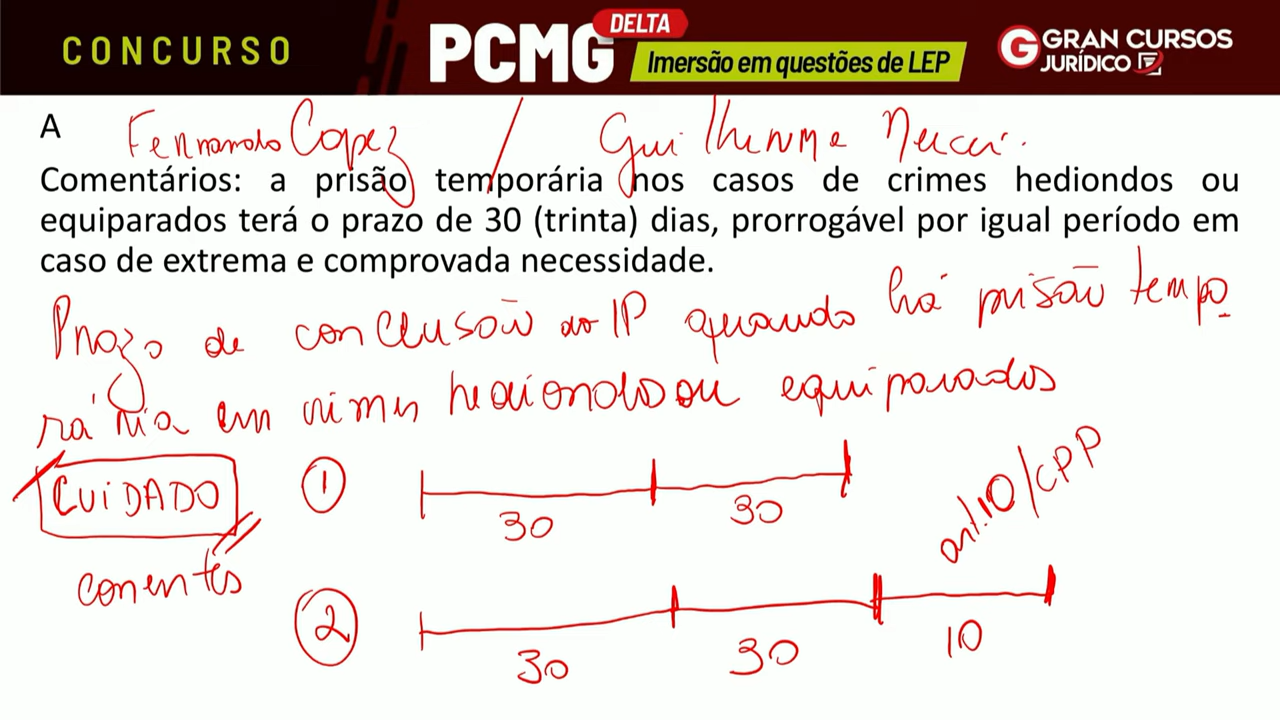 CONCURSO
PCMG
DELTA
Imersão em questões de LEP
GRAN CURSOS
JURÍDICO
A
Fernando Copez / Guilherme Nucci.
Comentários: a prisão temporária nos casos de crimes hediondos ou
equiparados terá o prazo de 30 (trinta) dias, prorrogável por igual período em
caso de extrema e comprovada necessidade.
Prazo de conclusão do IP quando há prisão tempo
rária em crimes hediondos ou equiparados
CUIDADO
correntes
1
30
30
art.10/CPP
2
30
30
10